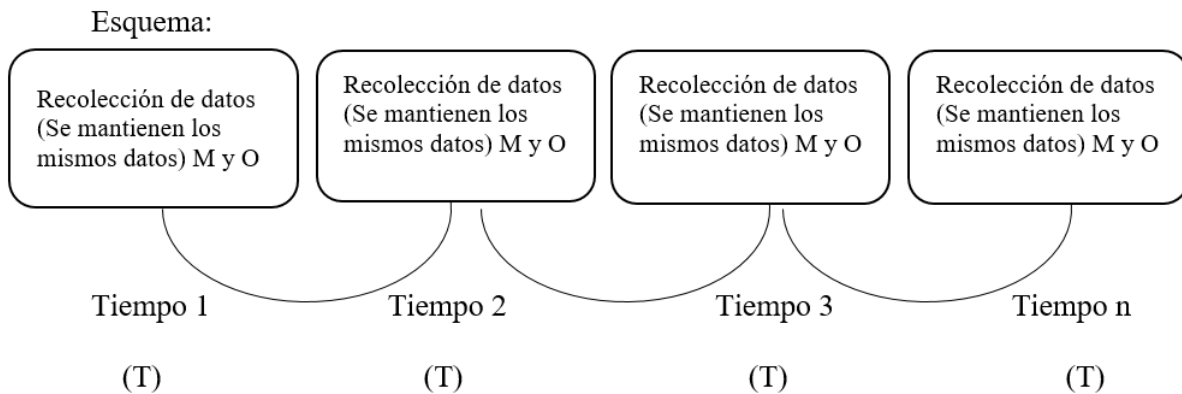 Esquema:
Recolección de datos
(Se mantienen los
mismos datos) M y O
Recolección de datos
(Se mantienen los
mismos datos) M y O
Recolección de datos
(Se mantienen los
mismos datos) M y O
Recolección de datos
(Se mantienen los
mismos datos) M y O
Tiempo 1
Tiempo 2
Tiempo 3
Tiempo n
(T)
(T)
(T)
(T)